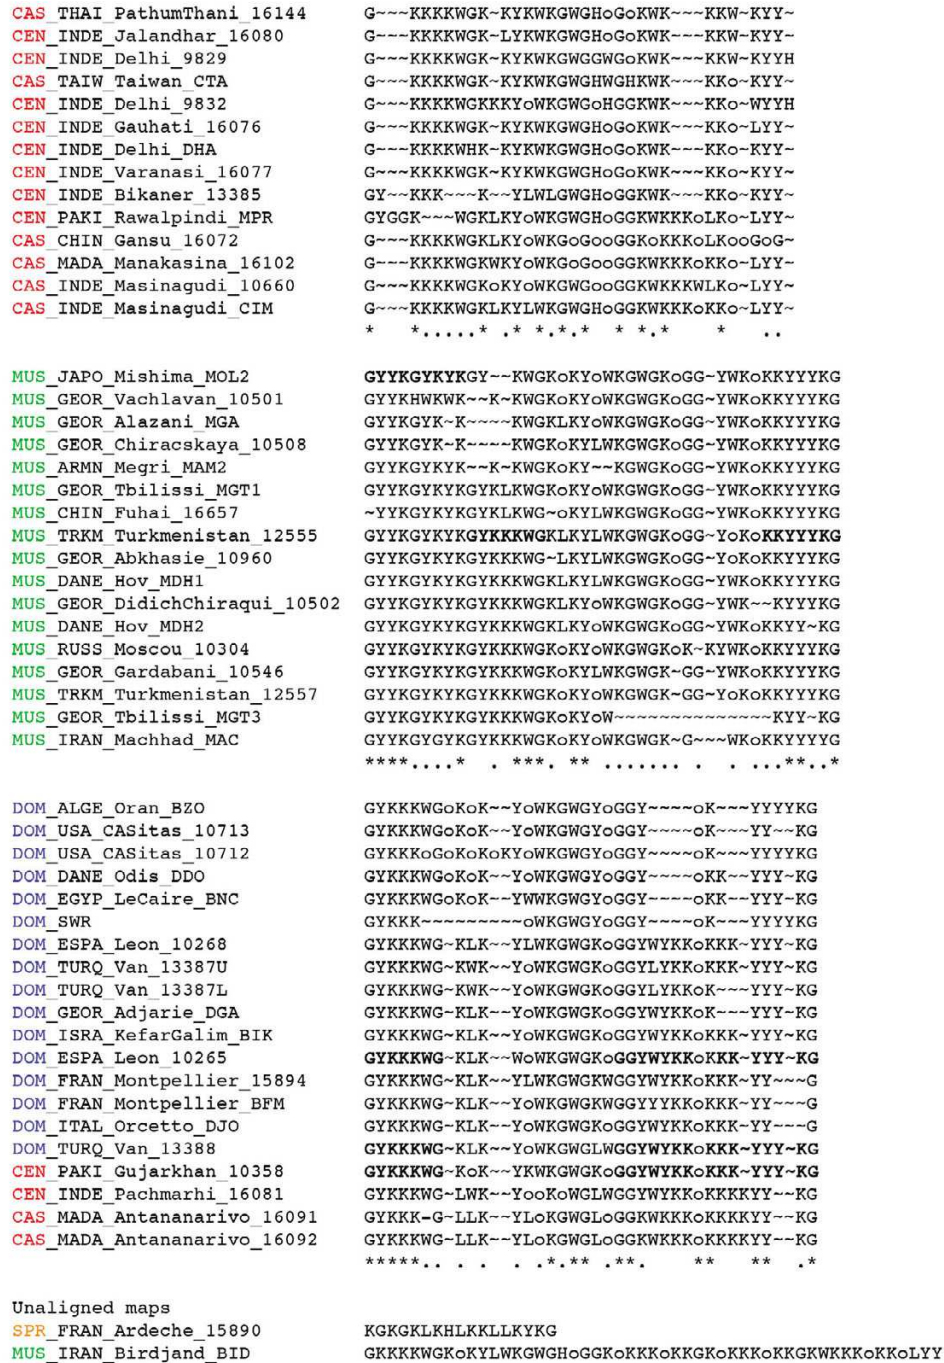 CAS_THAI_PathumThani_16144 G~~~KKKKWGK~KYKWKGWGHoGoKWK~~~KKW~KYY~
CEN_INDE_Jalandhar_16080 G~~~KKKKWGK~LYKWKGWGHoGoKWK~~~KKW~KYY~
CEN_INDE_Delhi_9829 G~~~KKKKWGK~KYKWKGWGGWGoKWK~~~KKW~KYYH
CAS_TAIW_Taiwan_CTA G~~~KKKKWGK~KYKWKGWGHWGHKWK~~~KKo~KYY~
CEN_INDE_Delhi_9832 G~~~KKKKWGKKKYoWKGWGoHGGKWK~~~KKo~WYYH
CEN_INDE_Gauhati_16076 G~~~KKKKWGK~KYKWKGWGHoGoKWK~~~KKo~LYY~
CEN_INDE_Delhi_DHA G~~~KKKKWHK~KYKWKGWGHoGoKWK~~~KKo~LYY~
CEN_INDE_Varanasi_16077 G~~~KKKKWGK~KYKWKGWGHoGoKWK~~~KKo~KYY~
CEN_INDE_Bikaner_13385 GY~~KKK~~~K~~YLWLGWGHoGGKWK~~~KKo~KYY~
CEN_PAKI_Rawalpindi_MPR GYGGK~~~WGKLKYoWKGWGHoGGKWKKKoLKo~LYY~
CAS_CHIN_Gansu_16072 G~~~KKKKWGKLKYoWKGoGooGGKoKKKoLKooGoG~
CAS_MADA_Manakasina_16102 G~~~KKKKWGKWKYoWKGoGooGGKWKKKoKKo~LYY~
CAS_INDE_Masinagudi_10660 G~~~KKKKWGKoKYoWKGWGooGGKWKKKWLKo~LYY~
CAS_INDE_Masinagudi_CIM G~~~KKKKWGKLKYLWKGWGHoGGKWKKKoKKo~LYY~
* *.....* .* *.*.* * *.* * ..
MUS_JAPO_Mishima_MOL2 GYYKGYKYKGY~~KWGKoKYoWKGWGKoGG~YWKoKKYYYKG
MUS_GEOR_Vachlavan_10501 GYYKHWKWK~~K~KWGKoKYoWKGWGKoGG~YWKoKKYYYKG
MUS_GEOR_Alazani_MGA GYYKGYK~K~~~~KWGKLKYLWKGWGKoGG~YWKoKKYYYKG
MUS_GEOR_Chiracskaya_10508 GYYKGYK~K~~~~KWGKoKYLWKGWGKoGG~YWKoKKYYYKG
MUS_ARMN_Megri_MAM2 GYYKGYKYK~~K~KWGKoKY~~KGWGKoGG~YWKoKKYYYKG
MUS_GEOR_Tbilissi_MGT1 GYYKGYKYKGYKLKWGKoKYoWKGWGKoGG~YWKoKKYYYKG
MUS_CHIN_Fuhai_16657 ~YYKGYKYKGYKLKWG~oKYLWKGWGKoGG~YWKoKKYYYKG
MUS_TRKM_Turkmenistan_12555 GYYKGYKYKGYKKKWGKLKYLWKGWGKoGG~YoKoKKYYYKG
MUS_GEOR_Abkhasie_10960 GYYKGYKYKGYKKKWG~LKYLWKGWGKoGG~YWKoKKYYYKG
MUS_DANE_Hov_MDH1 GYYKGYKYKGYKKKWGKLKYLWKGWGKoGG~YWKoKKYYYKG
MUS_GEOR_DidichChiraqui_10502 GYYKGYKYKGYKKKWGKLKYoWKGWGKoGG~YWK~~KYYYKG
MUS_DANE_Hov_MDH2 GYYKGYKYKGYKKKWGKLKYoWKGWGKoGG~YWKoKKYY~KG
MUS_RUSS_Moscou_10304 GYYKGYKYKGYKKKWGKoKYoWKGWGKoK~KYWKoKKYYYKG
MUS_GEOR_Gardabani_10546 GYYKGYKYKGYKKKWGKoKYLWKGWGK~GG~YWKoKKYYYKG
MUS_TRKM_Turkmenistan_12557 GYYKGYKYKGYKKKWGKoKYoWKGWGK~GG~YoKoKKYYYKG
MUS_GEOR_Tbilissi_MGT3 GYYKGYKYKGYKKKWGKoKYoW~~~~~~~~~~~~~~KYY~KG
MUS_IRAN_Machhad_MAC GYYKGYGYKGYKKKWGKoKYoWKGWGK~G~~~WKoKKYYYYG
****....* . ***. ** ....... . . ...**..*
DOM_ALGE_Oran_BZO GYKKKWGoKoK~~YoWKGWGYoGGY~~~~oK~~~YYYYKG
DOM_USA_CASitas_10713 GYKKKWGoKoK~~YoWKGWGYoGGY~~~~oK~~~YY~~KG
DOM_USA_CASitas_10712 GYKKKoGoKoKoKYoWKGWGYoGGY~~~~oK~~~YYYYKG
DOM_DANE_Odis_DDO GYKKKWGoKoK~~YoWKGWGYoGGY~~~~oKK~~YYY~KG
DOM_EGYP_LeCaire_BNC GYKKKWGoKoK~~YWWKGWGYoGGY~~~~oKK~~YYY~KG
DOM_SWR GYKKK~~~~~~~~~oWKGWGYoGGY~~~~oK~~~YYYYKG
DOM_ESPA_Leon_10268 GYKKKWG~KLK~~YLWKGWGKoGGYWYKKoKKK~YYY~KG
DOM_TURQ_Van_13387U GYKKKWG~KWK~~YoWKGWGKoGGYLYKKoKKK~YYY~KG
DOM_TURQ_Van_13387L GYKKKWG~KWK~~YoWKGWGKoGGYLYKKoK~~~YYY~KG
DOM_GEOR_Adjarie_DGA GYKKKWG~KLK~~YoWKGWGKoGGYWYKKoK~~~YYY~KG
DOM_ISRA_KefarGalim_BIK GYKKKWG~KLK~~YoWKGWGKoGGYWYKKoKKK~YYY~KG
DOM_ESPA_Leon_10265 GYKKKWG~KLK~~WoWKGWGKoGGYWYKKoKKK~YYY~KG
DOM_FRAN_Montpellier_15894 GYKKKWG~KLK~~YLWKGWGKWGGYWYKKoKKK~YY~~~G
DOM_FRAN_Montpellier_BFM GYKKKWG~KLK~~YoWKGWGKWGGYYYKKoKKK~YY~~~G
DOM_ITAL_Orcetto_DJO GYKKKWG~KLK~~YoWKGWGKoGGYWYKKoKKK~YY~~~G
DOM_TURQ_Van_13388 GYKKKWG~KLK~~YoWKGWGLWGGYWYKKoKKK~YYY~KG
CEN_PAKI_Gujarkhan_10358 GYKKKWG~KoK~~YKWKGWGKoGGYWYKKoKKK~YYY~KG
CEN_INDE_Pachmarhi_16081 GYKKKWG~LWK~~YooKoWGLWGGYWYKKoKKKKYY~~KG
CAS_MADA_Antananarivo_16091 GYKKK-G~LLK~~YLoKGWGLoGGKWKKKoKKKKYY~~KG
CAS_MADA_Antananarivo_16092 GYKKKWG~LLK~~YLoKGWGLoGGKWKKKoKKKKYY~~KG
*****.. . . . .*.** .**. ** ** .*
Unaligned maps
SPR_FRAN_Ardeche_15890 KGKGKLKHLKKLLKYKG
MUS_IRAN_Birdjand_BID GKKKKWGKoKYLWKGWGHoGGKoKKKoKKGKoKKKoKKGKWKKKoKKoLYY